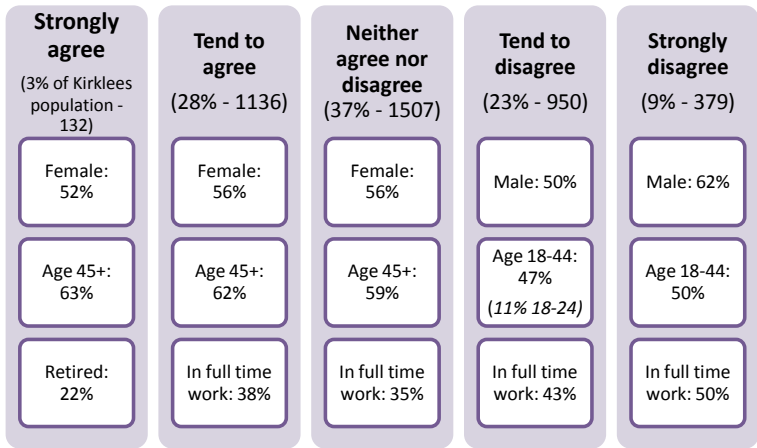 Strongly
agree
(3% of Kirklees
population -
132)
Female:
52%
Age 45+:
63%
Retired:
22%
Tend to
agree
(28% - 1136)
Female:
56%
Age 45+:
62%
In full time
work: 38%
Neither
agree nor
disagree
(37% - 1507)
Female:
56%
Age 45+:
59%
In full time
work: 35%
Tend to
disagree
(23% - 950)
Male: 50%
Age 18-44:
47%
(11% 18-24)
In full time
work: 43%
Strongly
disagree
(9% - 379)
Male: 62%
Age 18-44:
50%
In full time
work: 50%